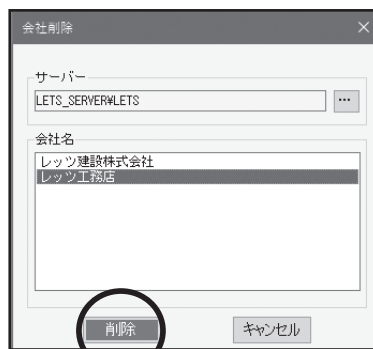 会社削除
サーバー
LETS_SERVER¥LETS
...
会社名
レッツ建設株式会社
レッツ工務店
削除
キャンセル